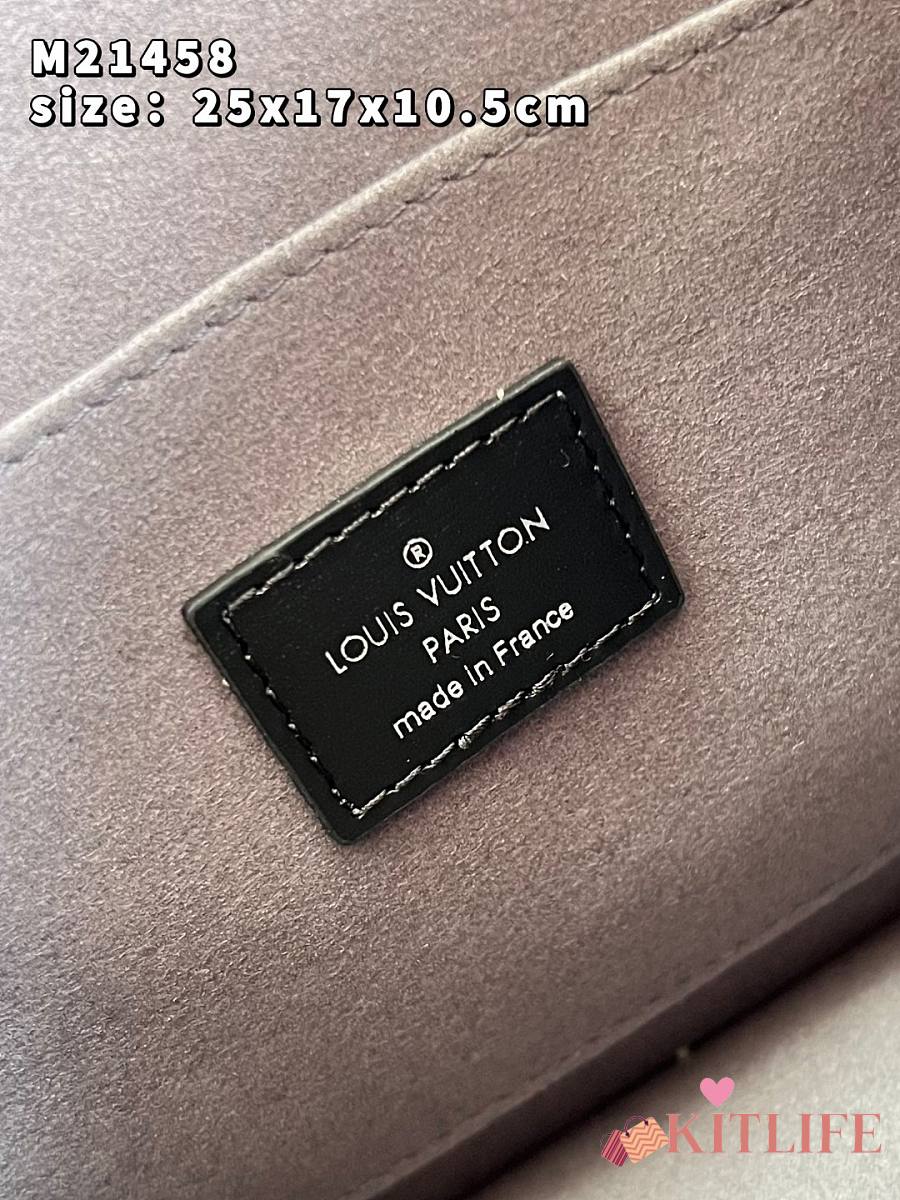 M21458
size: 25x17x10.5cm
®
LOUIS VUITTON
PARIS
made in France
KITLIFE